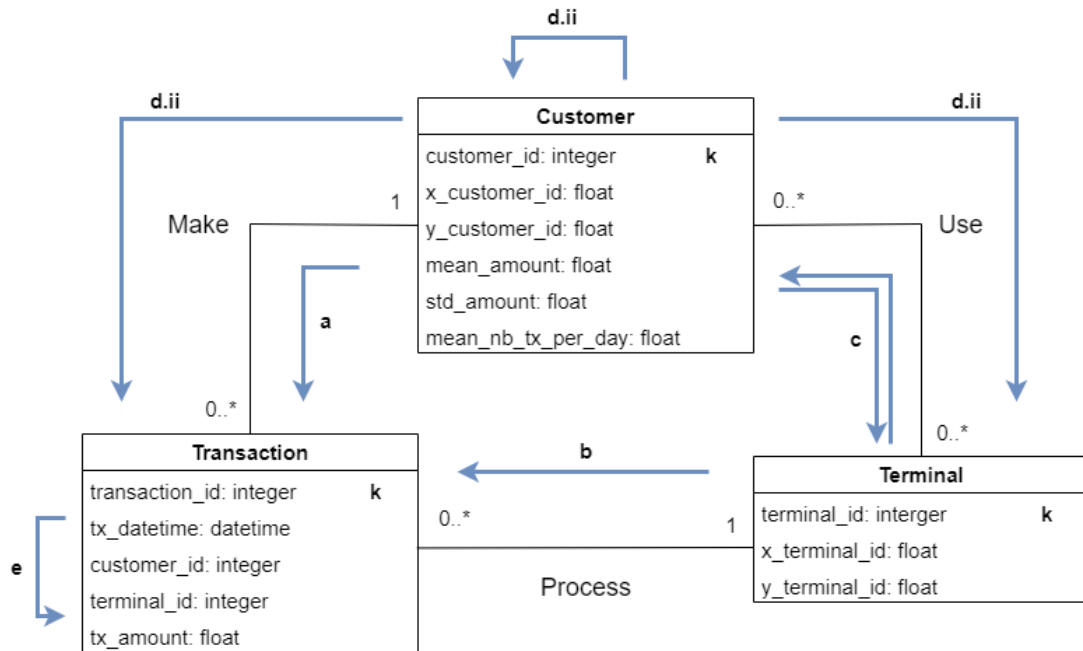 d.ii
d.ii
d.ii
Customer
customer_id: integer k
x_customer_id: float
y_customer_id: float
mean_amount: float
std_amount: float
mean_nb_tx_per_day: float
1
0..*
Make
Use
a
c
0..*
0..*
Transaction
transaction_id: integer k
tx_datetime: datetime
customer_id: integer
terminal_id: integer
tx_amount: float
e
b
0..*
1
Process
Terminal
terminal_id: interger k
x_terminal_id: float
y_terminal_id: float